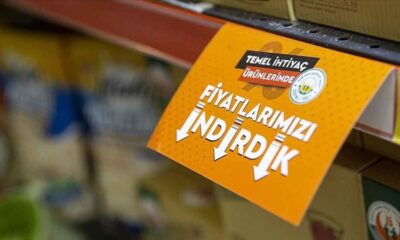 TEMEL İHTİYAÇ
ÜRÜNLERİNDE
FİYATLARIMIZI
İNDİRDİK